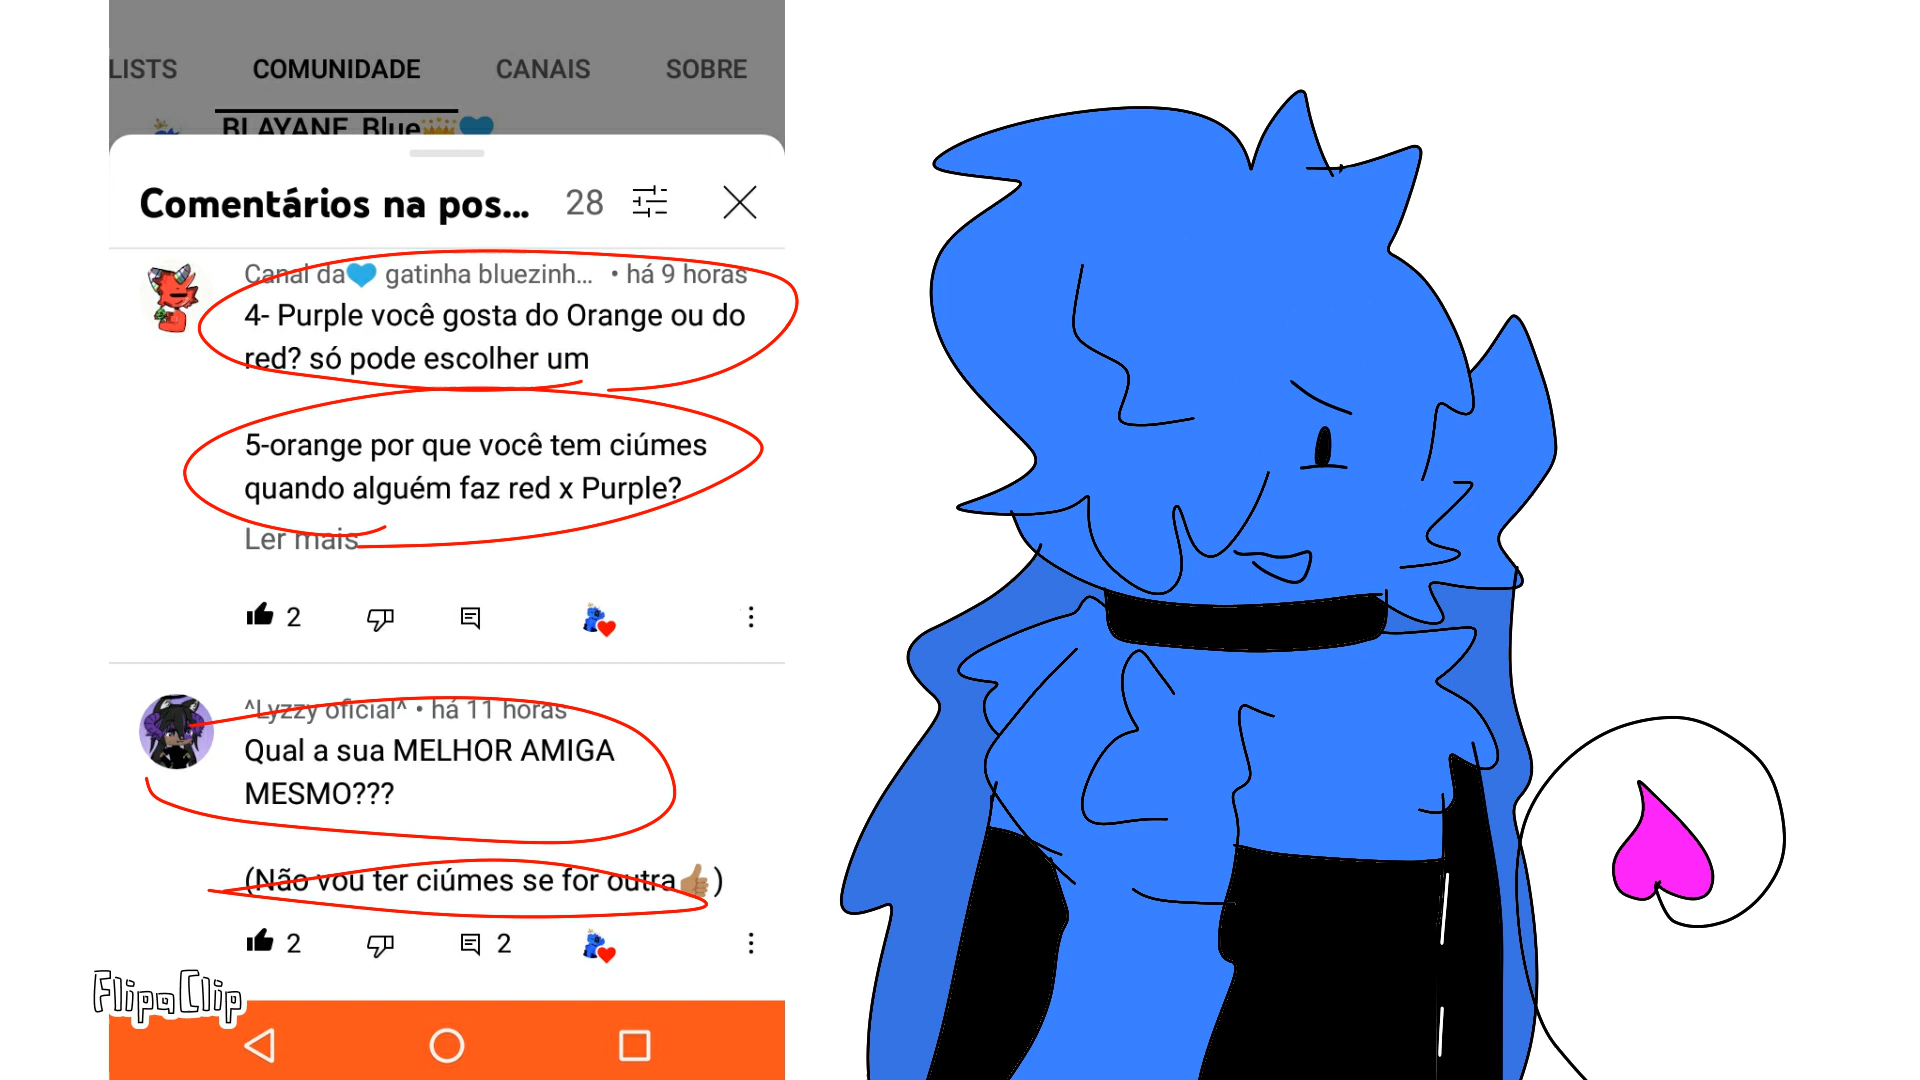 LISTS COMUNIDADE CANAIS SOBRE
BLAYANE Blue👑💙
Comentários na pos... 28
Canal da💙 gatinha bluezinh... • há 9 horas
4- Purple você gosta do Orange ou do
red? só pode escolher um
5-orange por que você tem ciúmes
quando alguém faz red x Purple?
Ler mais
2
^Lyzzy oficial^ • há 11 horas
Qual a sua MELHOR AMIGA
MESMO???
(Não vou ter ciúmes se for outra👍🏽)
2 2
FlipaClip